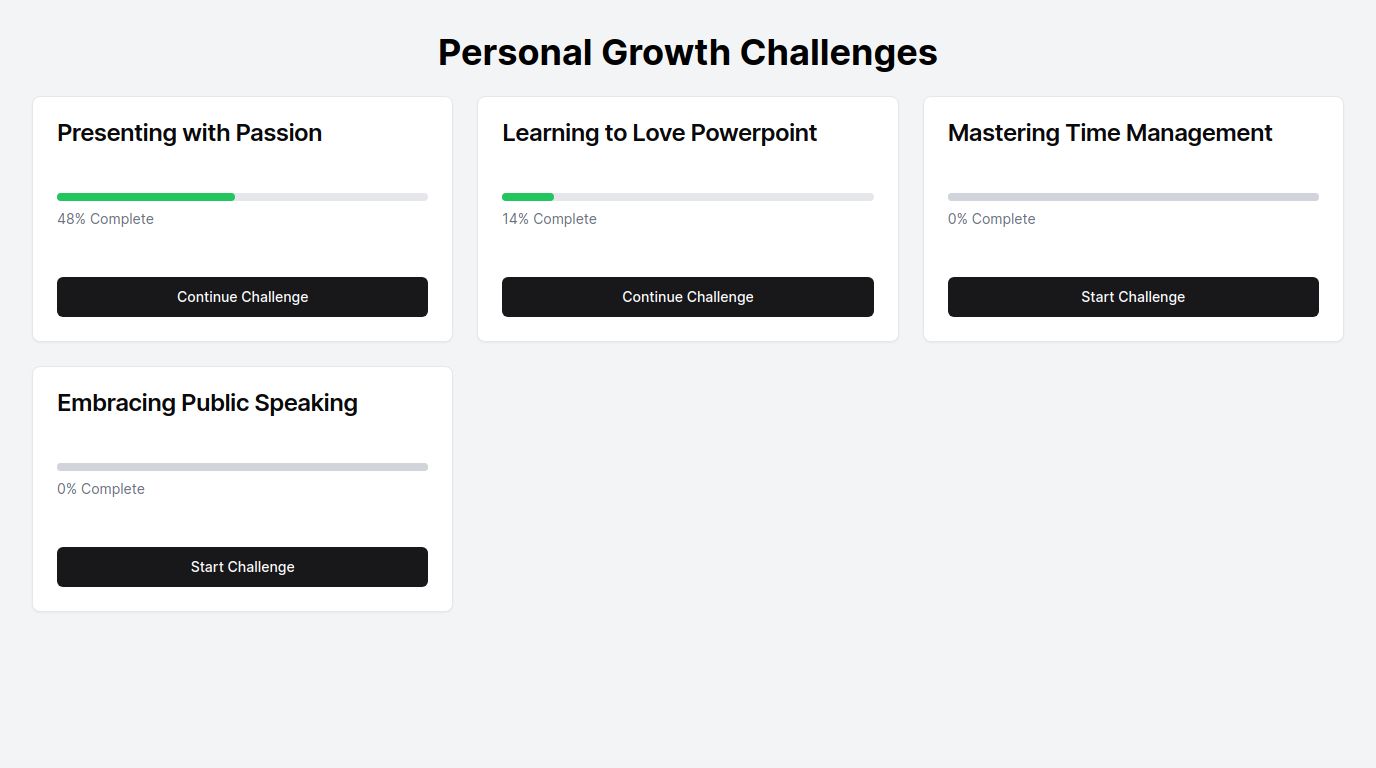 Personal Growth Challenges
Presenting with Passion
48% Complete
Continue Challenge
Learning to Love Powerpoint
14% Complete
Continue Challenge
Mastering Time Management
0% Complete
Start Challenge
Embracing Public Speaking
0% Complete
Start Challenge